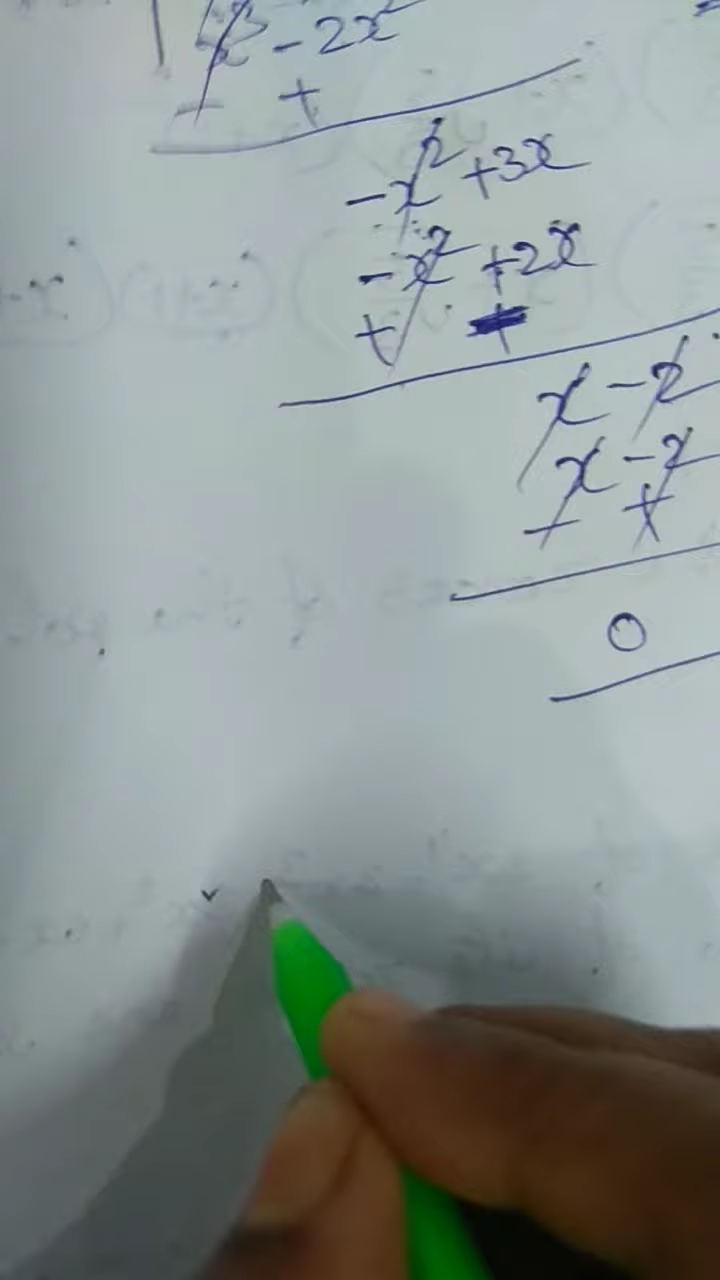 x³ - 2x²
- +
-x² +3x
-x² +2x
+ +
x - 2
x - 2
- +
0